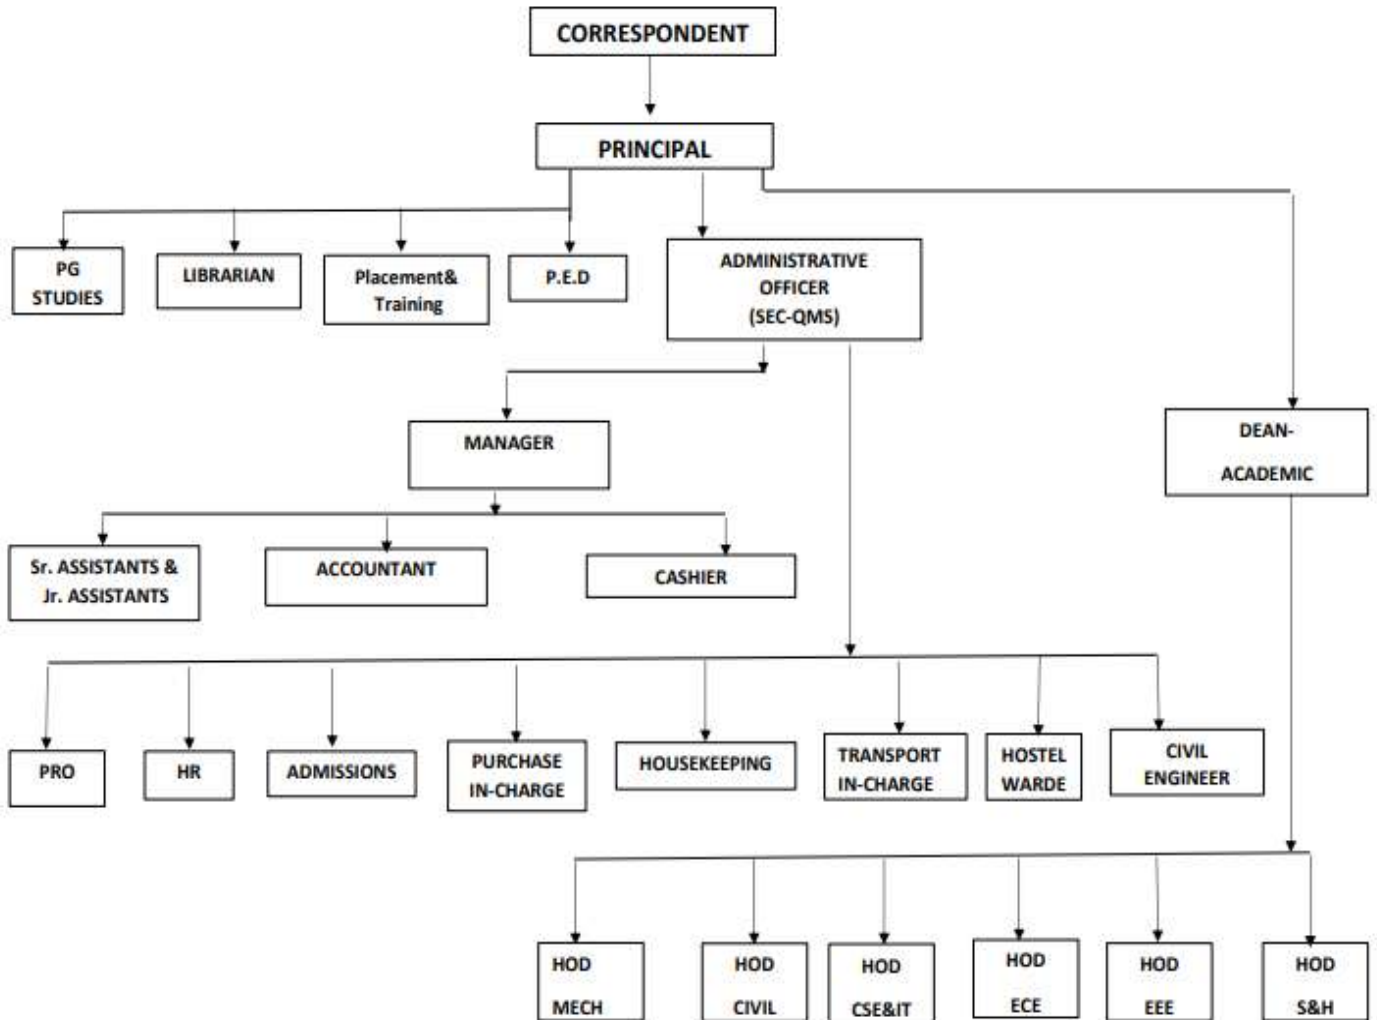 CORRESPONDENT
PRINCIPAL
PG
STUDIES
LIBRARIAN
Placement&
Training
P.E.D
ADMINISTRATIVE
OFFICER
(SEC-QMS)
MANAGER
DEAN-
ACADEMIC
Sr. ASSISTANTS &
Jr. ASSISTANTS
ACCOUNTANT
CASHIER
PRO
HR
ADMISSIONS
PURCHASE
IN-CHARGE
HOUSEKEEPING
TRANSPORT
IN-CHARGE
HOSTEL
WARDE
CIVIL
ENGINEER
HOD
MECH
HOD
CIVIL
HOD
CSE&IT
HOD
ECE
HOD
EEE
HOD
S&H